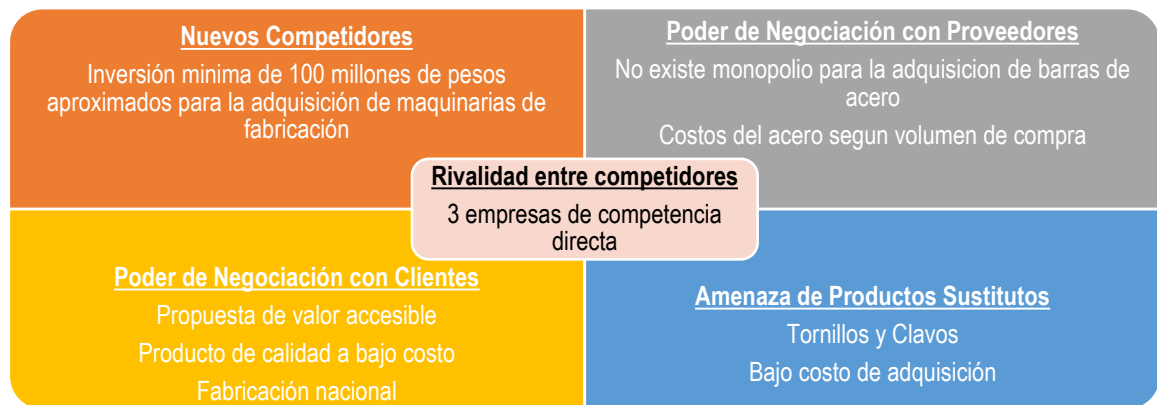 Nuevos Competidores
Inversión minima de 100 millones de pesos
aproximados para la adquisición de maquinarias de
fabricación
Poder de Negociación con Proveedores
No existe monopolio para la adquisicion de barras de
acero
Costos del acero segun volumen de compra
Rivalidad entre competidores
3 empresas de competencia
directa
Poder de Negociación con Clientes
Propuesta de valor accesible
Producto de calidad a bajo costo
Fabricación nacional
Amenaza de Productos Sustitutos
Tornillos y Clavos
Bajo costo de adquisición